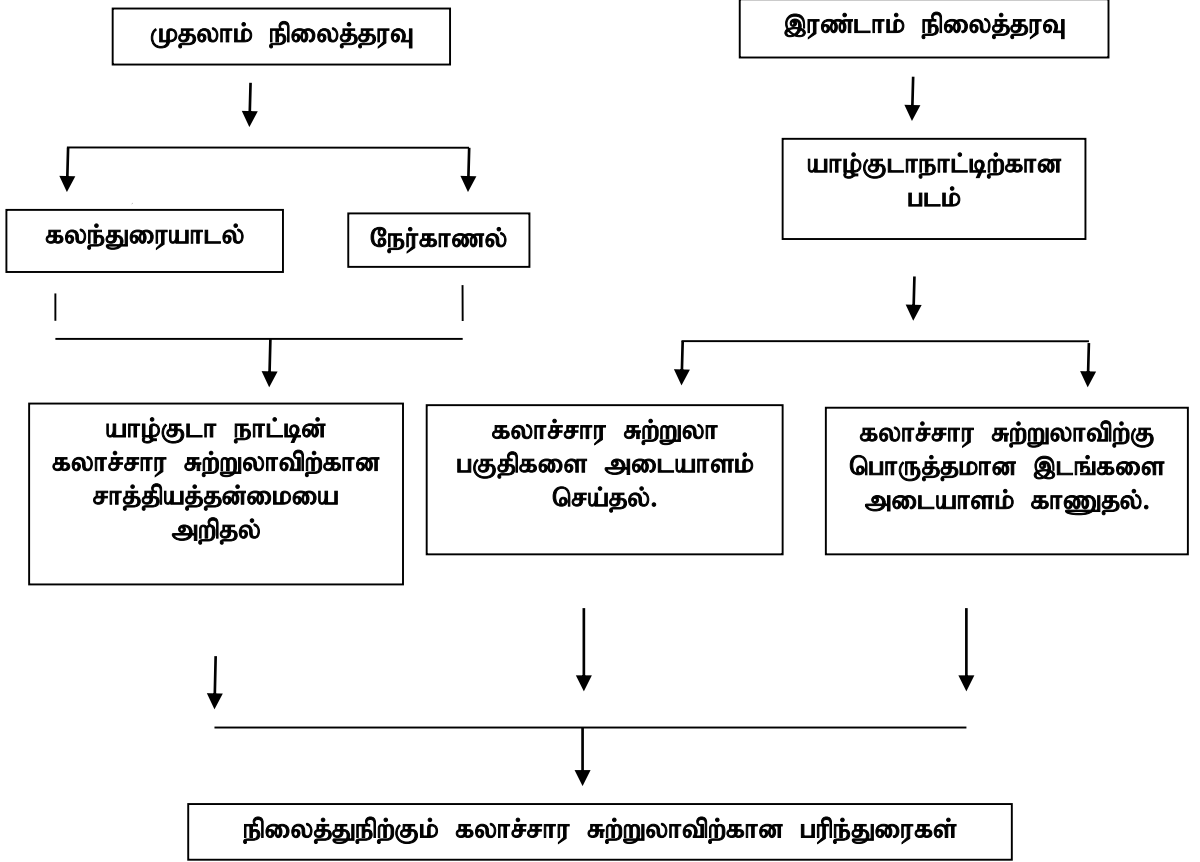 முதலாம் நிலைத்தரவு
இரண்டாம் நிலைத்தரவு
யாழ்குடாநாட்டிற்கான
படம்
கலந்துரையாடல்
நேர்காணல்
யாழ்குடா நாட்டின்
கலாச்சார சுற்றுலாவிற்கான
சாத்தியத்தன்மையை
அறிதல்
கலாச்சார சுற்றுலா
பகுதிகளை அடையாளம்
செய்தல்.
கலாச்சார சுற்றுலாவிற்கு
பொருத்தமான இடங்களை
அடையாளம் காணுதல்.
நிலைத்துநிற்கும் கலாச்சார சுற்றுலாவிற்கான பரிந்துரைகள்